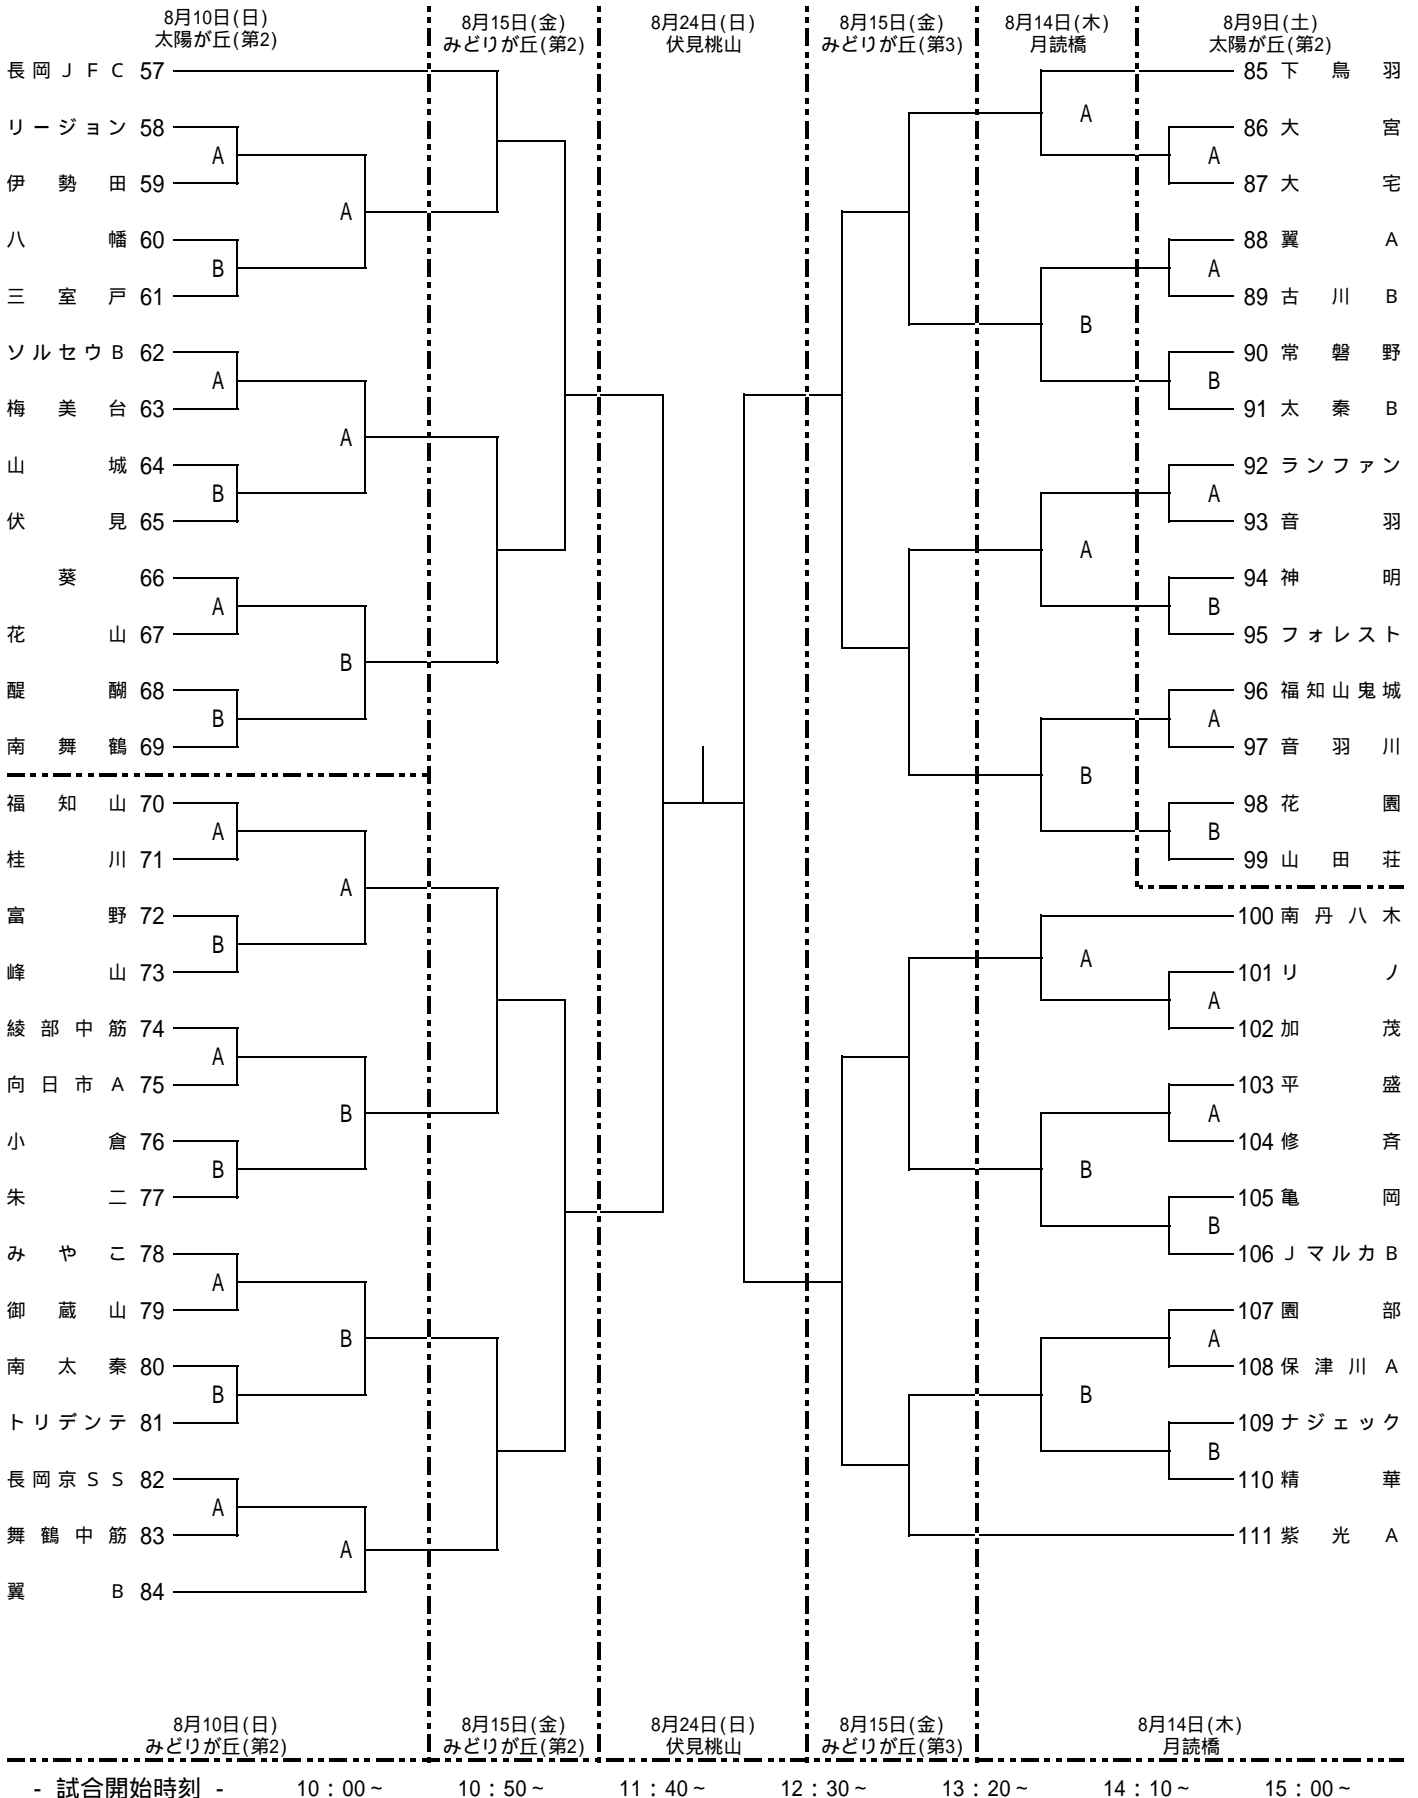 8月10日(日) 8月15日(金) 8月24日(日) 8月15日(金) 8月14日(木) 8月9日(土)
太陽が丘(第2) みどりが丘(第2) 伏見桃山 みどりが丘(第3) 月読橋 太陽が丘(第2)
長岡JFC 57
リージョン 58
A
伊勢田 59
A
八幡 60
B
三室戸 61
ソルセウB 62
A
梅美台 63
A
山城 64
B
伏見 65
葵 66
A
花山 67
B
醍醐 68
B
南舞鶴 69
福知山 70
A
桂川 71
A
富野 72
B
峰山 73
綾部中筋 74
A
向日市A 75
B
小倉 76
B
朱二 77
みやこ 78
A
御蔵山 79
B
南太秦 80
B
トリデンテ 81
長岡京SS 82
A
舞鶴中筋 83
A
翼B 84
85 下鳥羽
A
86 大宮
A
87 大宅
88 翼A
A
89 古川B
B
90 常磐野
B
91 太秦B
92 ランファン
A
93 音羽
A
94 神明
B
95 フォレスト
96 福知山鬼城
A
97 音羽川
B
98 花園
B
99 山田荘
100 南丹八木
A
101 リノ
A
102 加茂
103 平盛
A
104 修斉
B
105 亀岡
B
106 JマルカB
107 園部
A
108 保津川A
B
109 ナジェック
B
110 精華
111 紫光A
8月10日(日) 8月15日(金) 8月24日(日) 8月15日(金) 8月14日(木)
みどりが丘(第2) みどりが丘(第2) 伏見桃山 みどりが丘(第3) 月読橋
- 試合開始時刻 - 10:00~ 10:50~ 11:40~ 12:30~ 13:20~ 14:10~ 15:00~